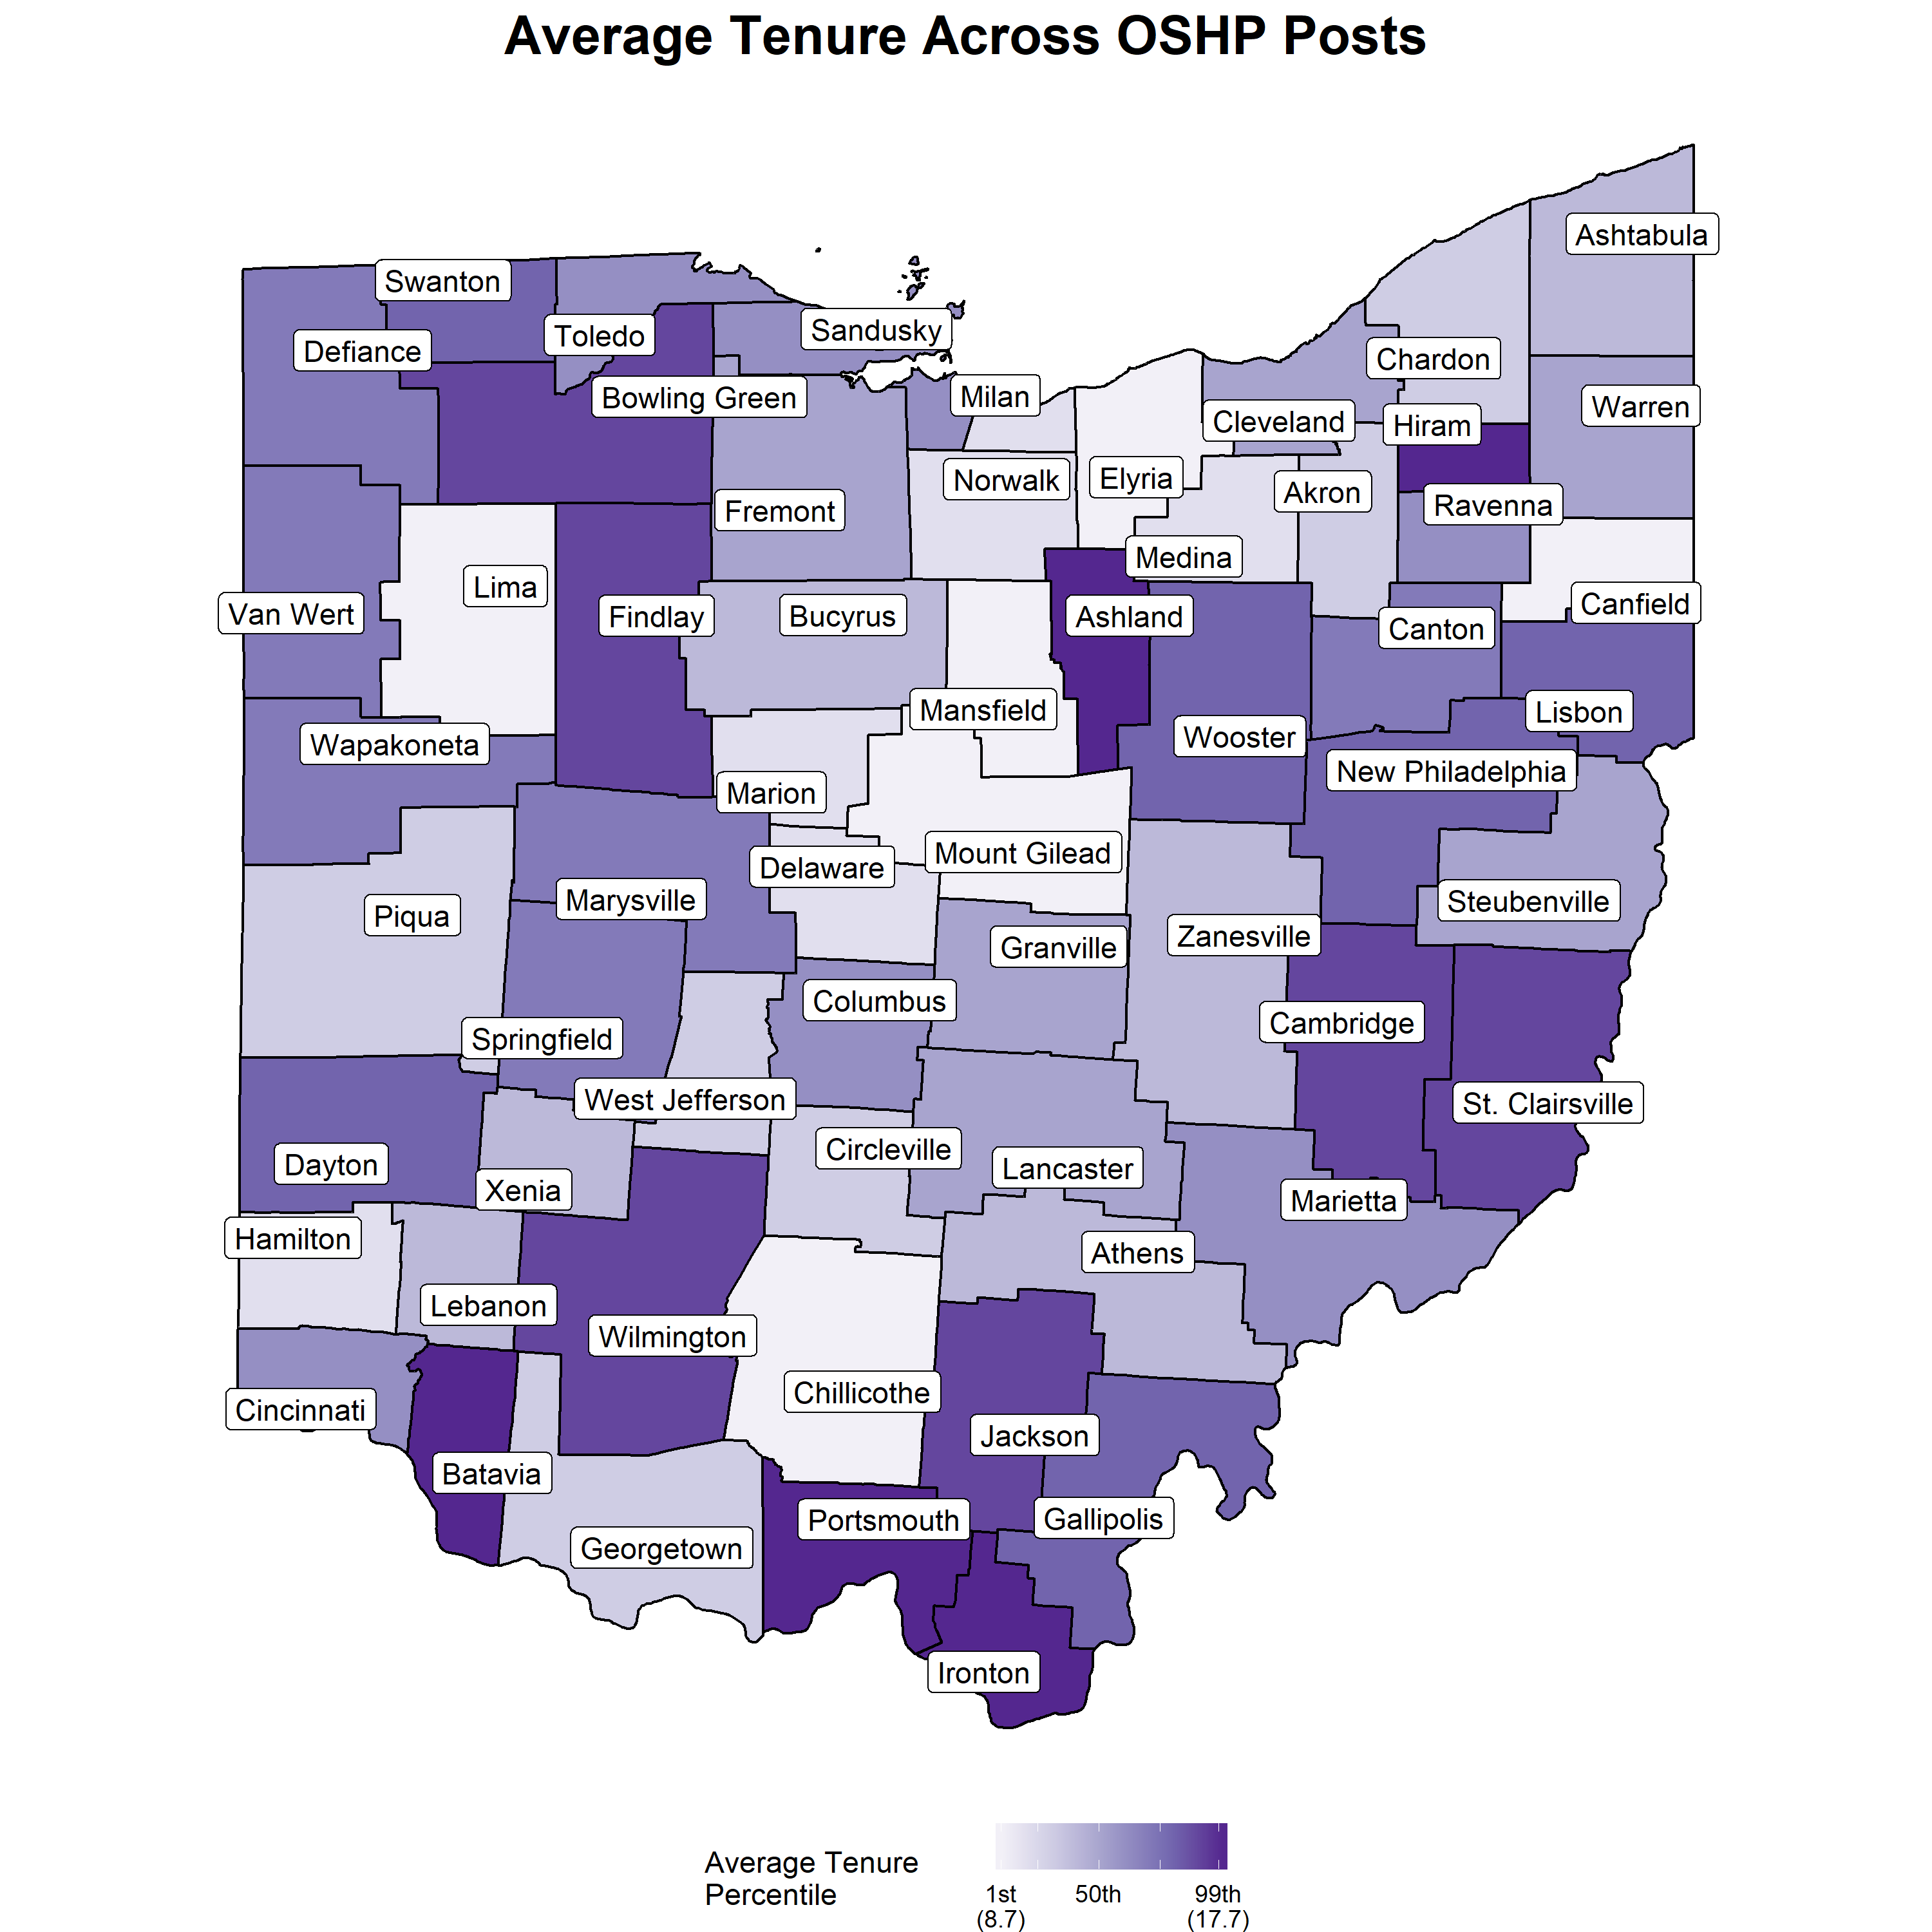 Average Tenure Across OSHP Posts
Ashtabula
Swanton
Toledo
Sandusky
Defiance
Chardon
Bowling Green
Milan
Warren
Cleveland
Hiram
Norwalk
Elyria
Akron
Ravenna
Fremont
Medina
Lima
Van Wert
Findlay
Bucyrus
Ashland
Canfield
Canton
Mansfield
Lisbon
Wapakoneta
Wooster
New Philadelphia
Marion
Mount Gilead
Delaware
Marysville
Steubenville
Piqua
Zanesville
Granville
Columbus
Cambridge
Springfield
West Jefferson
St. Clairsville
Circleville
Dayton
Lancaster
Xenia
Marietta
Hamilton
Athens
Lebanon
Wilmington
Chillicothe
Cincinnati
Jackson
Batavia
Portsmouth
Gallipolis
Georgetown
Ironton
Average Tenure
Percentile
1st 50th 99th
(8.7) (17.7)